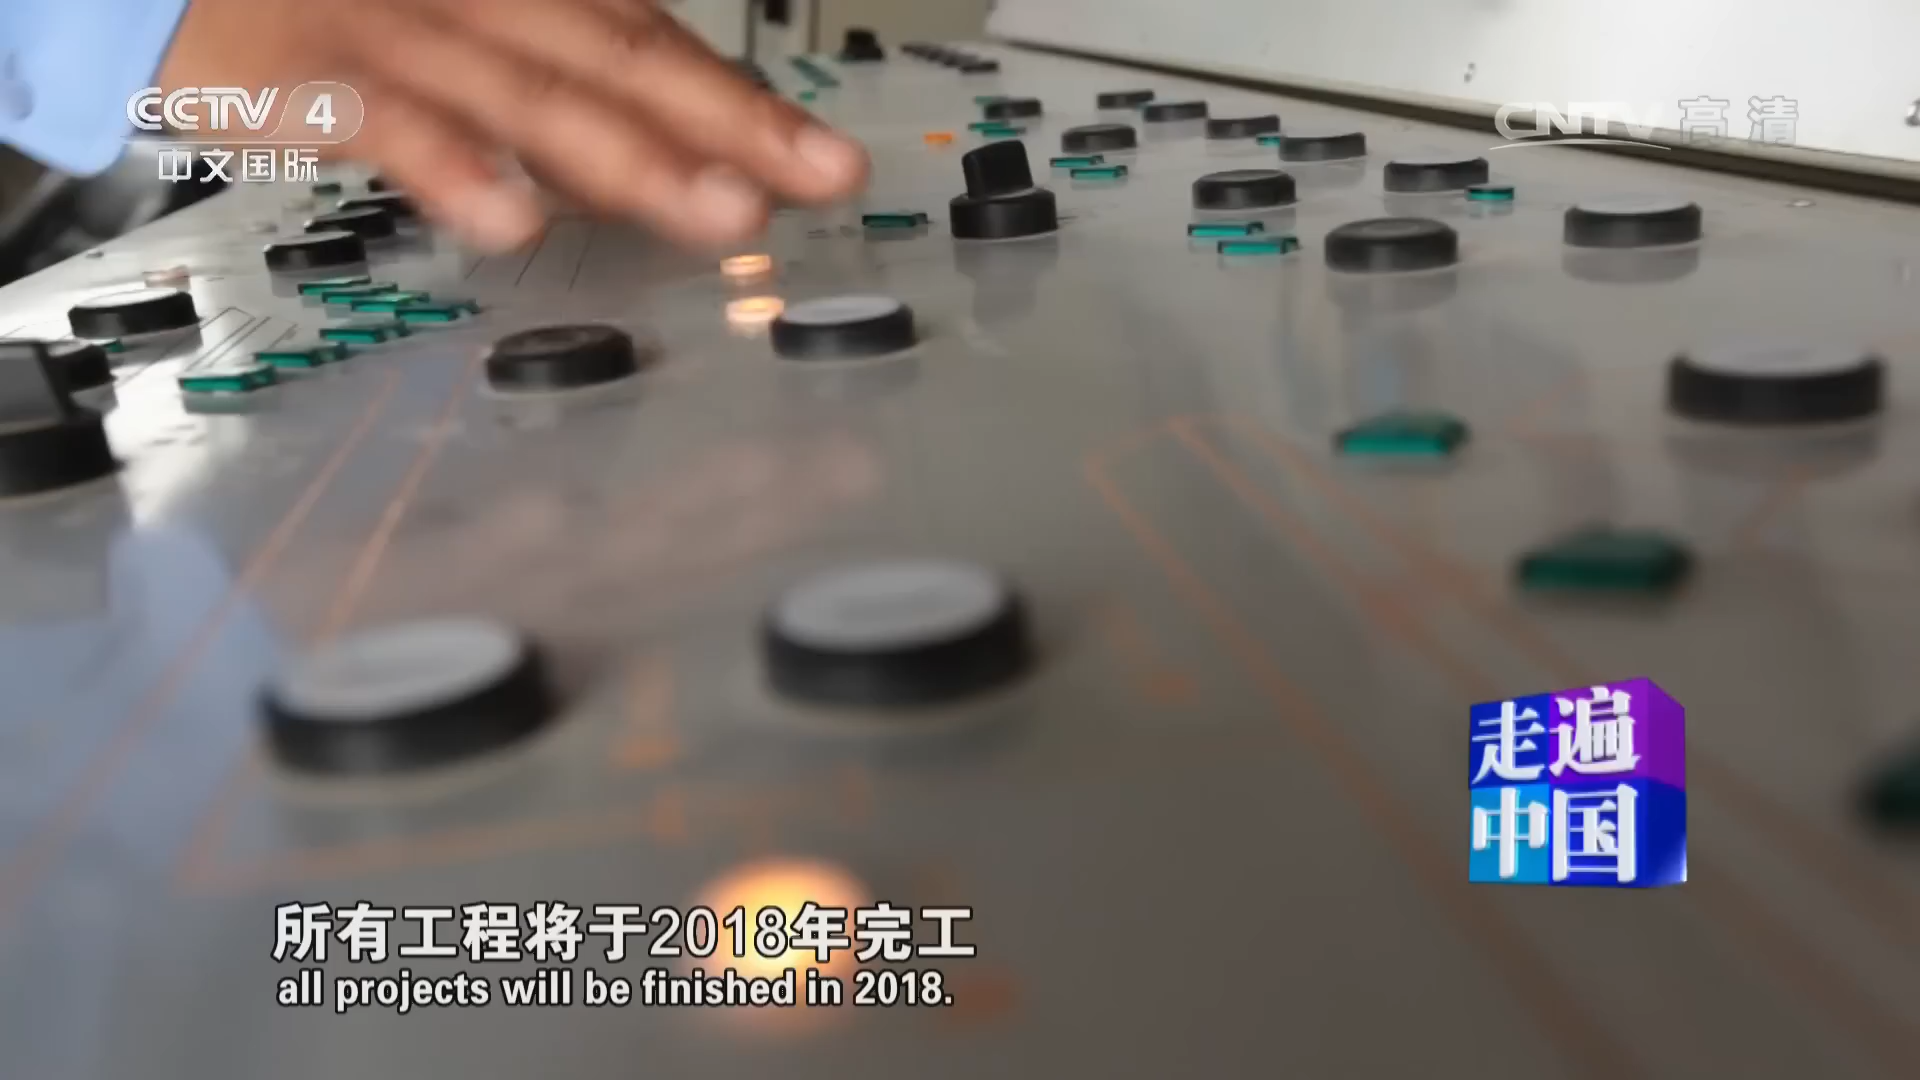 CCTV 4
中文国际
CNTV 高清
走遍
中国
所有工程将于2018年完工
all projects will be finished in 2018.